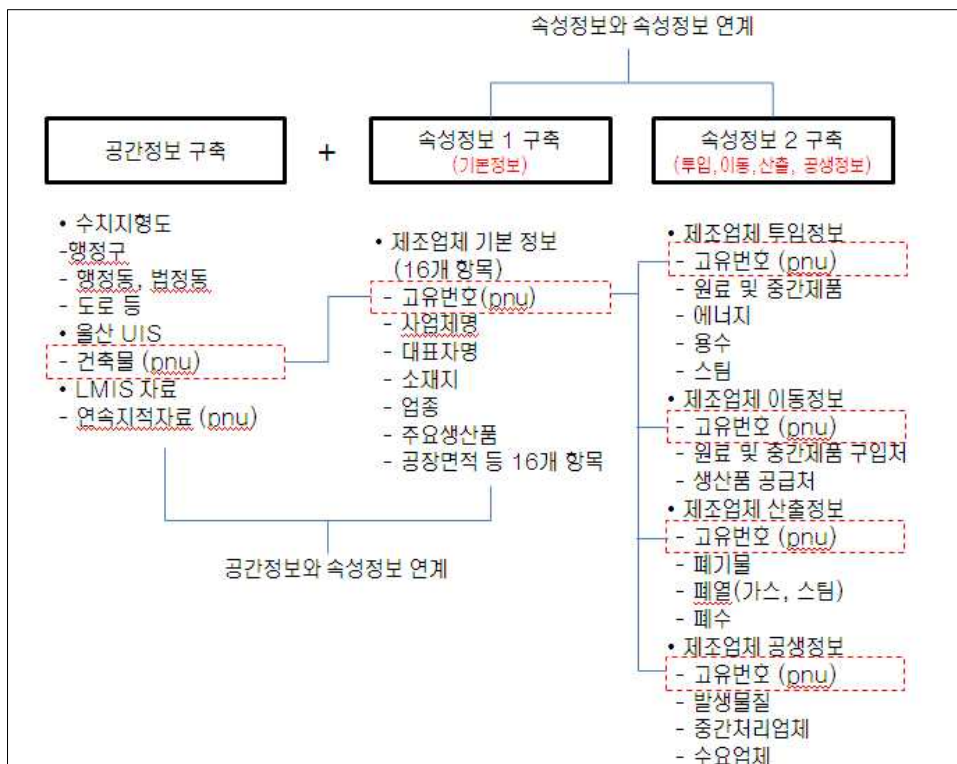 속성정보와 속성정보 연계
공간정보 구축
+
속성정보 1 구축
(기본정보)
속성정보 2 구축
(투입,이동,산출, 공생정보)
• 수치지형도
-행정구
- 행정동, 법정동
- 도로 등
• 울산 UIS
- 건축물 (pnu)
• LMIS 자료
- 연속지적자료 (pnu)
• 제조업체 기본 정보
(16개 항목)
- 고유번호(pnu)
- 사업체명
- 대표자명
- 소재지
- 업종
- 주요생산품
- 공장면적 등 16개 항목
공간정보와 속성정보 연계
• 제조업체 투입정보
- 고유번호 (pnu)
- 원료 및 중간제품
- 에너지
- 용수
- 스팀
• 제조업체 이동정보
- 고유번호 (pnu)
- 원료 및 중간제품 구입처
- 생산품 공급처
• 제조업체 산출정보
- 고유번호 (pnu)
- 폐기물
- 폐열(가스, 스팀)
- 폐수
• 제조업체 공생정보
- 고유번호 (pnu)
- 발생물질
- 중간처리업체
- 수요업체